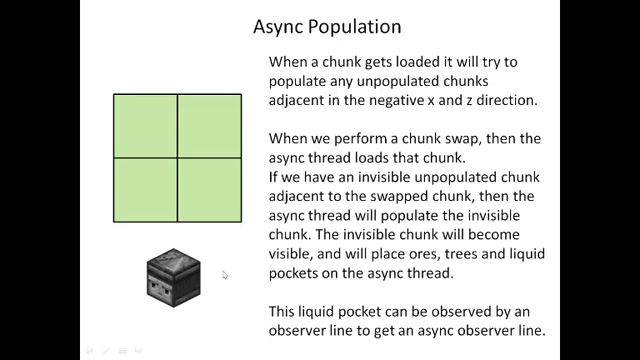 Async Population
When a chunk gets loaded it will try to
populate any unpopulated chunks
adjacent in the negative x and z direction.
When we perform a chunk swap, then the
async thread loads that chunk.
If we have an invisible unpopulated chunk
adjacent to the swapped chunk, then the
async thread will populate the invisible
chunk. The invisible chunk will become
visible, and will place ores, trees and liquid
pockets on the async thread.
This liquid pocket can be observed by an
observer line to get an async observer line.